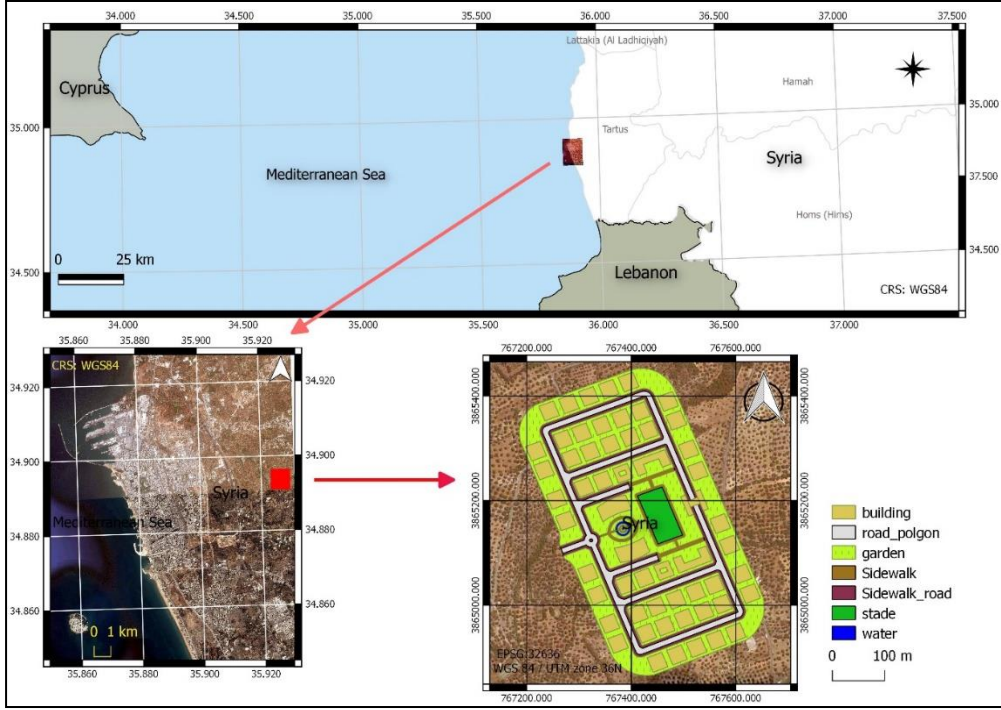 34.000 34.500 35.000 35.500 36.000 36.500 37.000 37.500
Lattakia (Al Ladhiqiyah)
Cyprus
Hamah
35.000
35.000
Tartus
Syria
Mediterranean Sea
37.500
Homs (Hims)
0 25 km
Lebanon
34.500
34.500
CRS: WGS84
34.000 34.500 35.000 35.500 36.000 36.500 37.000
35.860 35.880 35.900 35.920
CRS: WGS84
34.920
34.920
34.900
34.900
Syria
Mediterranean Sea
34.880
34.880
34.860
34.860
0 1 km
35.860 35.880 35.900 35.920
767200.000 767400.000 767600.000
3865400.000
3865400.000
3865200.000
3865200.000
Syria
3865000.000
3865000.000
EPSG:32636
WGS 84 / UTM zone 36N
767200.000 767400.000 767600.000
building
road_polgon
garden
Sidewalk
Sidewalk_road
stade
water
0 100 m